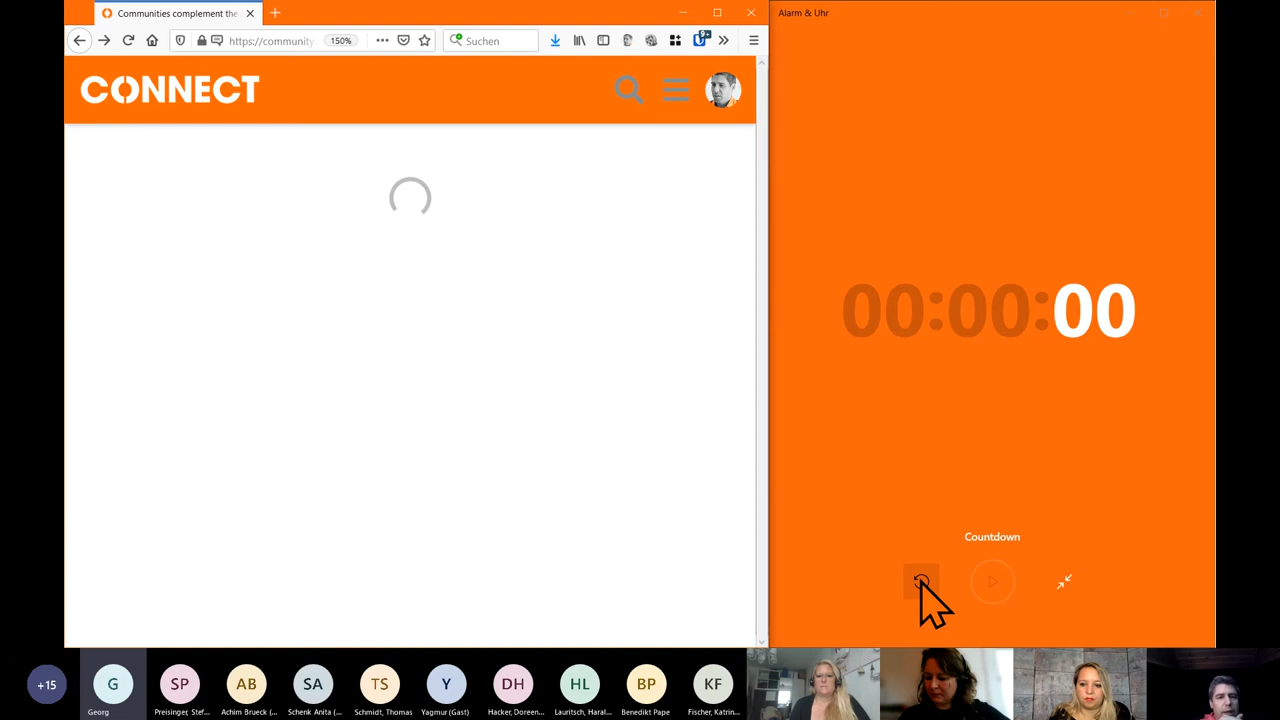 Communities complement the
Alarm & Uhr
https://community
150%
Suchen
9+
CONNECT
00:00:00
Countdown
+15
G
SP
AB
SA
TS
Y
DH
HL
BP
KF
Georg
Preisinger, Stef...
Achim Brueck (...
Schenk Anita (...
Schmidt, Thomas
Yagmur (Gast)
Hacker, Doreen...
Lauritsch, Haral...
Benedikt Pape
Fischer, Katrin...